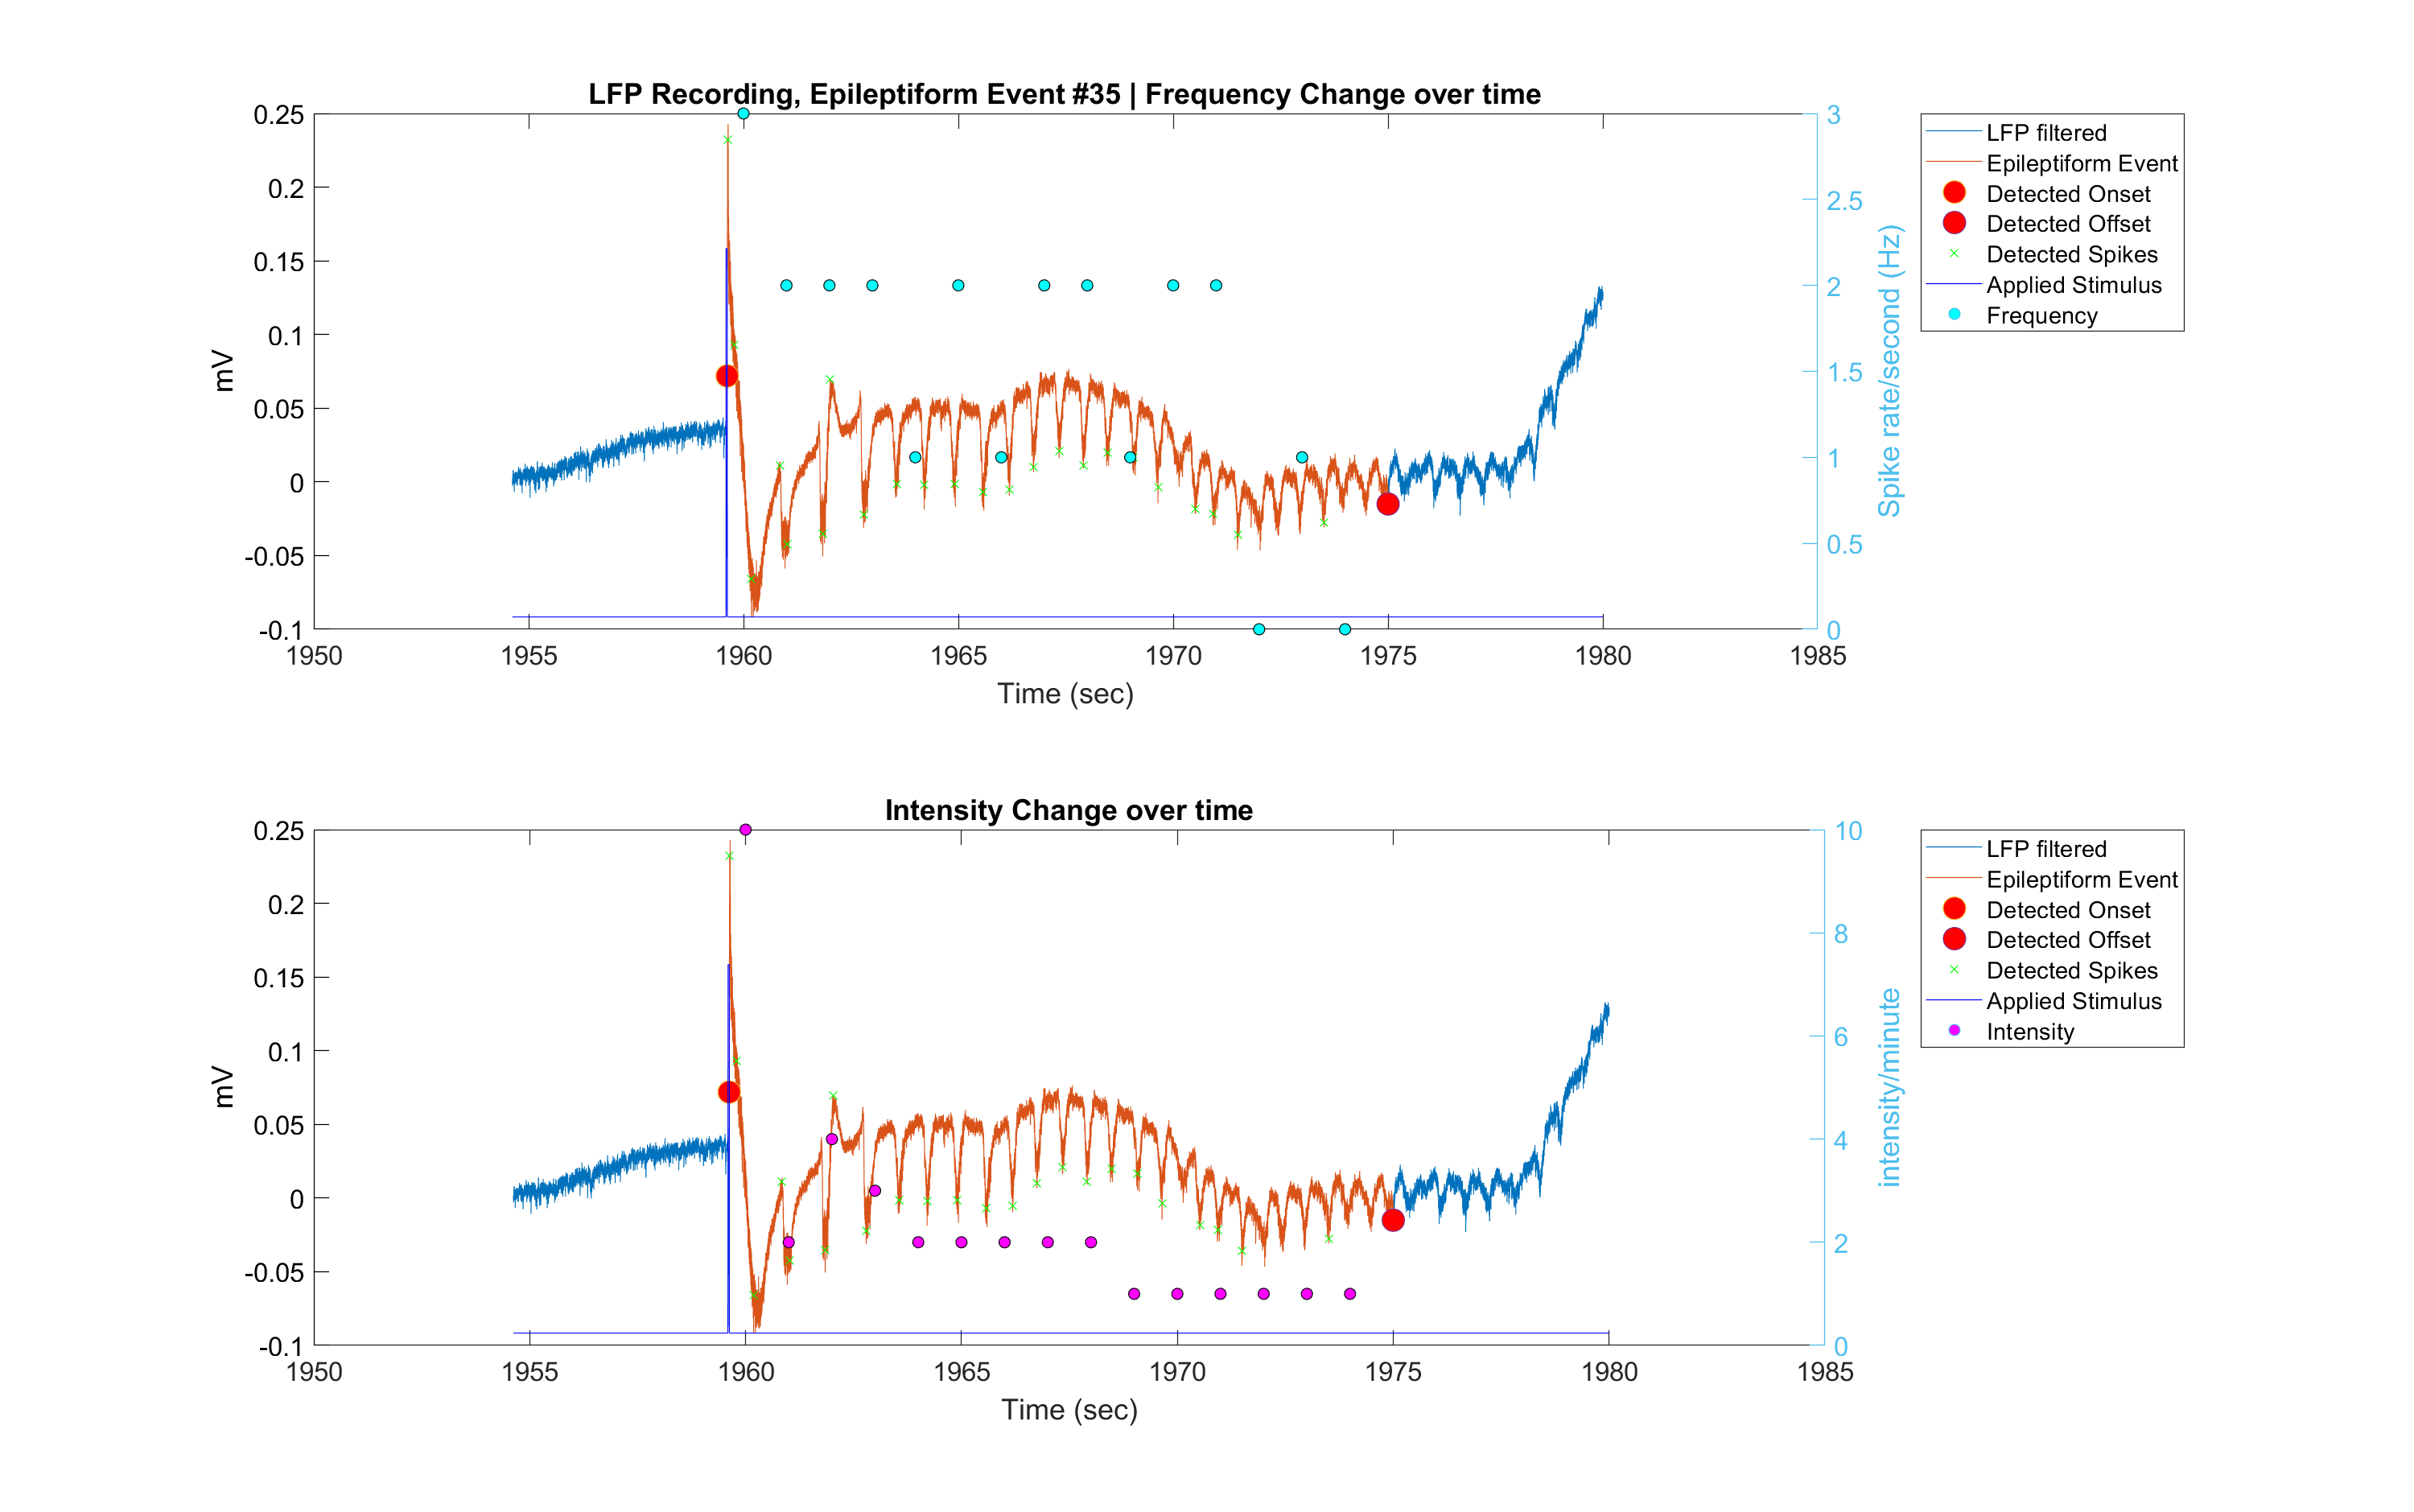 LFP Recording, Epileptiform Event #35 | Frequency Change over time
0.25
0.2
0.15
0.1
0.05
0
-0.05
-0.1
mV
3
2.5
2
1.5
1
0.5
0
Spike rate/second (Hz)
1950 1955 1960 1965 1970 1975 1980 1985
Time (sec)
LFP filtered
Epileptiform Event
Detected Onset
Detected Offset
Detected Spikes
Applied Stimulus
Frequency
Intensity Change over time
0.25
0.2
0.15
0.1
0.05
0
-0.05
-0.1
mV
10
8
6
4
2
0
intensity/minute
1950 1955 1960 1965 1970 1975 1980 1985
Time (sec)
LFP filtered
Epileptiform Event
Detected Onset
Detected Offset
Detected Spikes
Applied Stimulus
Intensity